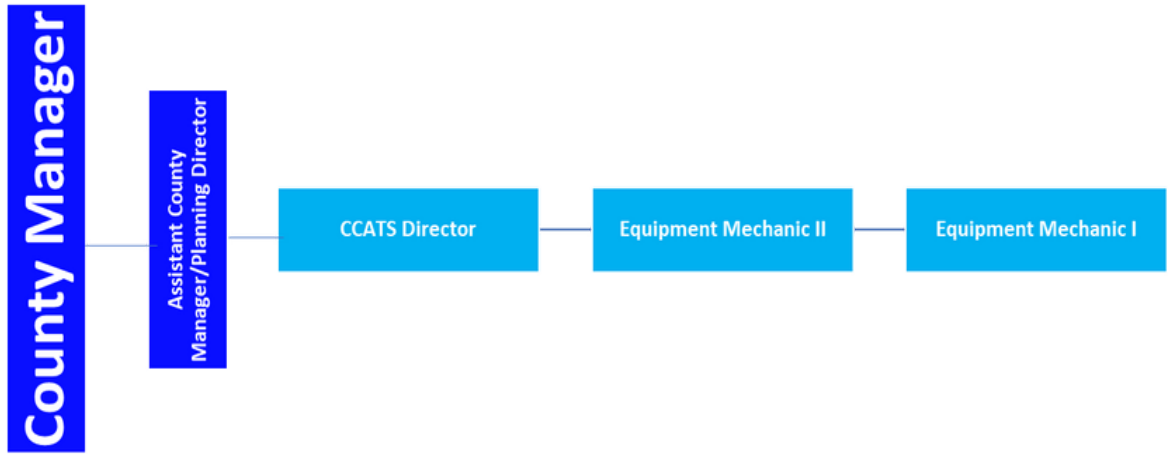 County Manager
Assistant County
Manager/Planning Director
CCATS Director
Equipment Mechanic II
Equipment Mechanic I